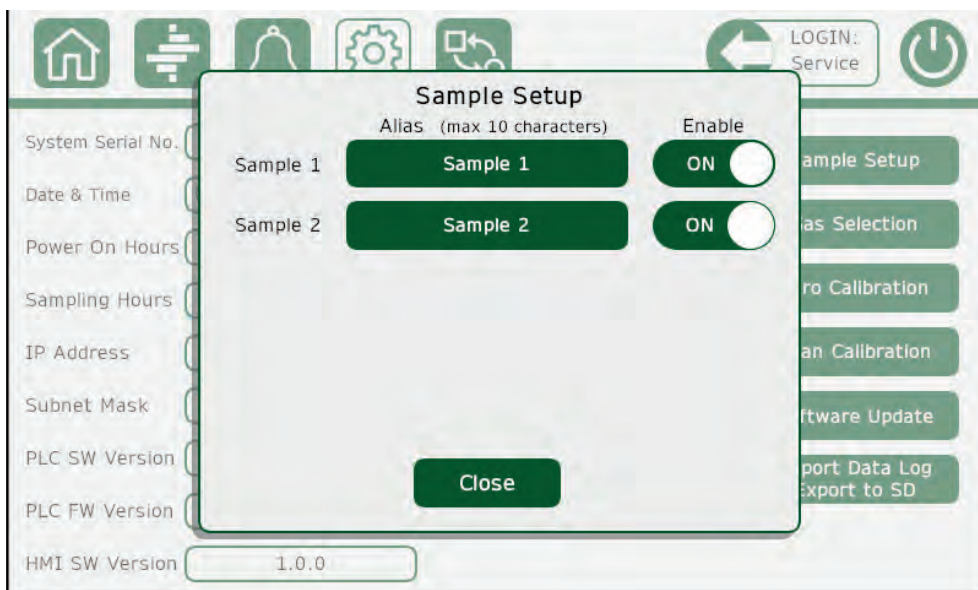 LOGIN:
Service
Sample Setup
Alias (max 10 characters) Enable
Sample 1 Sample 1 ON
Sample 2 Sample 2 ON
Close
System Serial No.
Date & Time
Power On Hours
Sampling Hours
IP Address
Subnet Mask
PLC SW Version
PLC FW Version
HMI SW Version 1.0.0
ample Setup
as Selection
ro Calibration
an Calibration
ftware Update
port Data Log
Export to SD